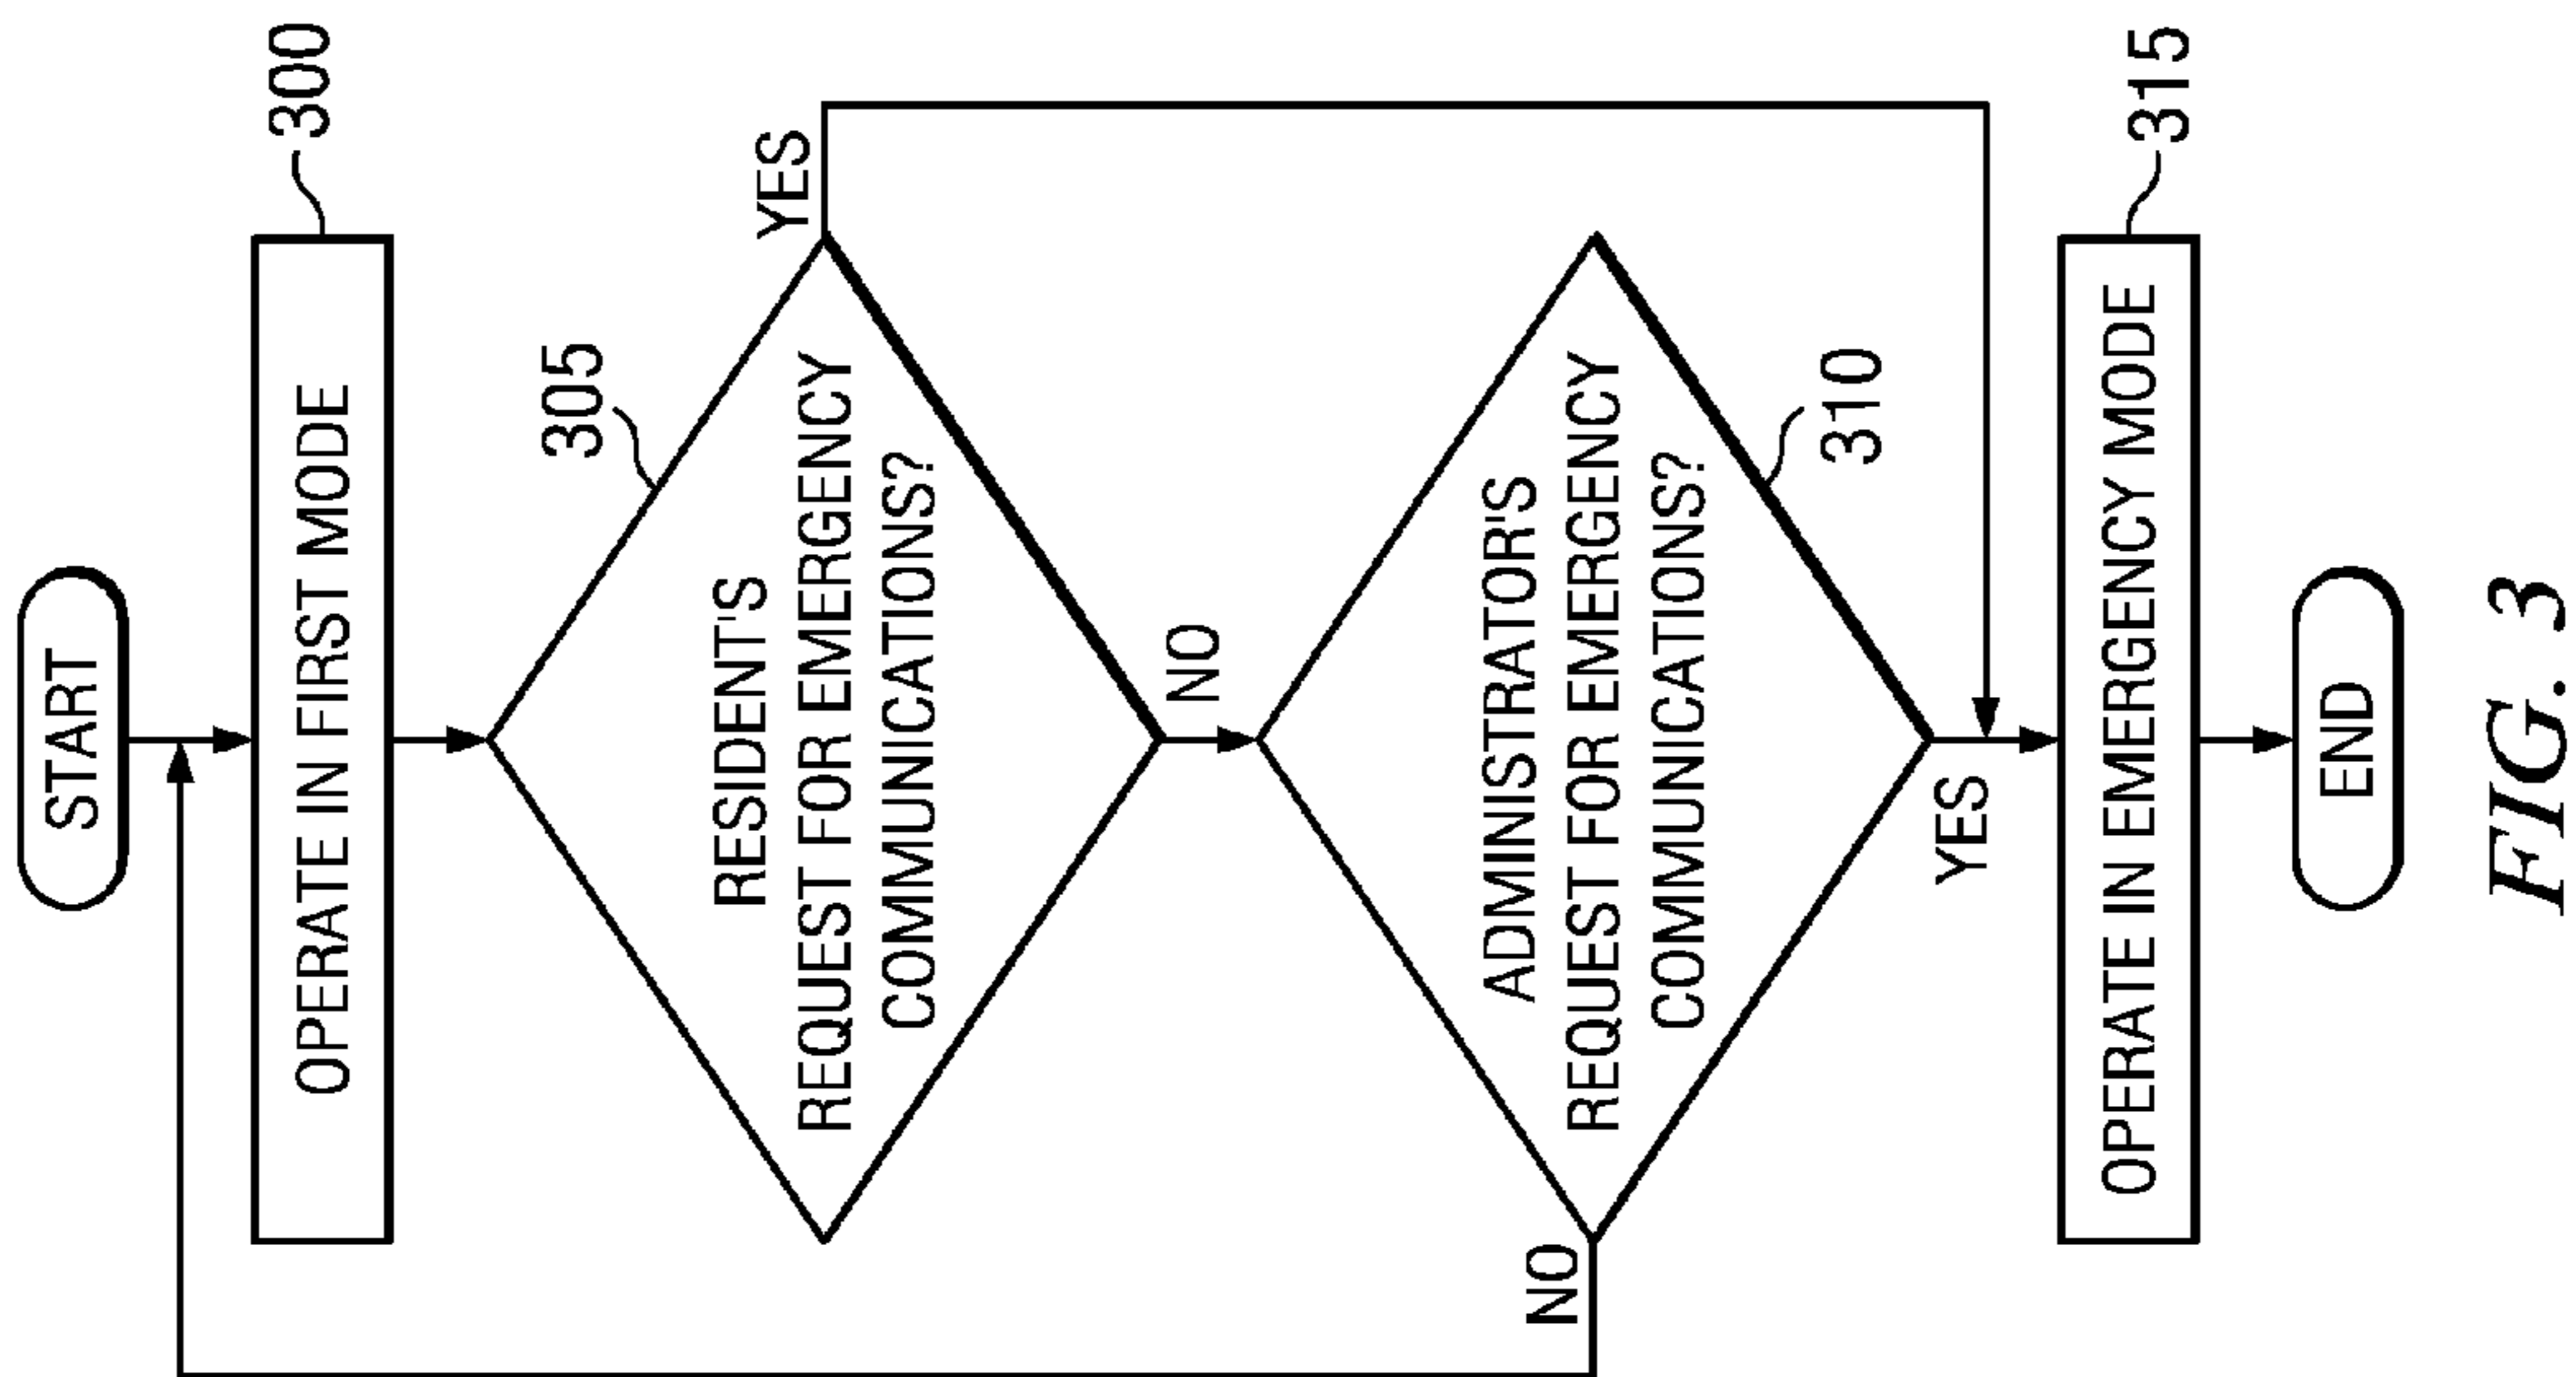 START
300
OPERATE IN FIRST MODE
305
RESIDENT'S
REQUEST FOR EMERGENCY
COMMUNICATIONS?
YES
NO
ADMINISTRATOR'S
REQUEST FOR EMERGENCY
COMMUNICATIONS?
310
NO
YES
315
OPERATE IN EMERGENCY MODE
END
FIG. 3